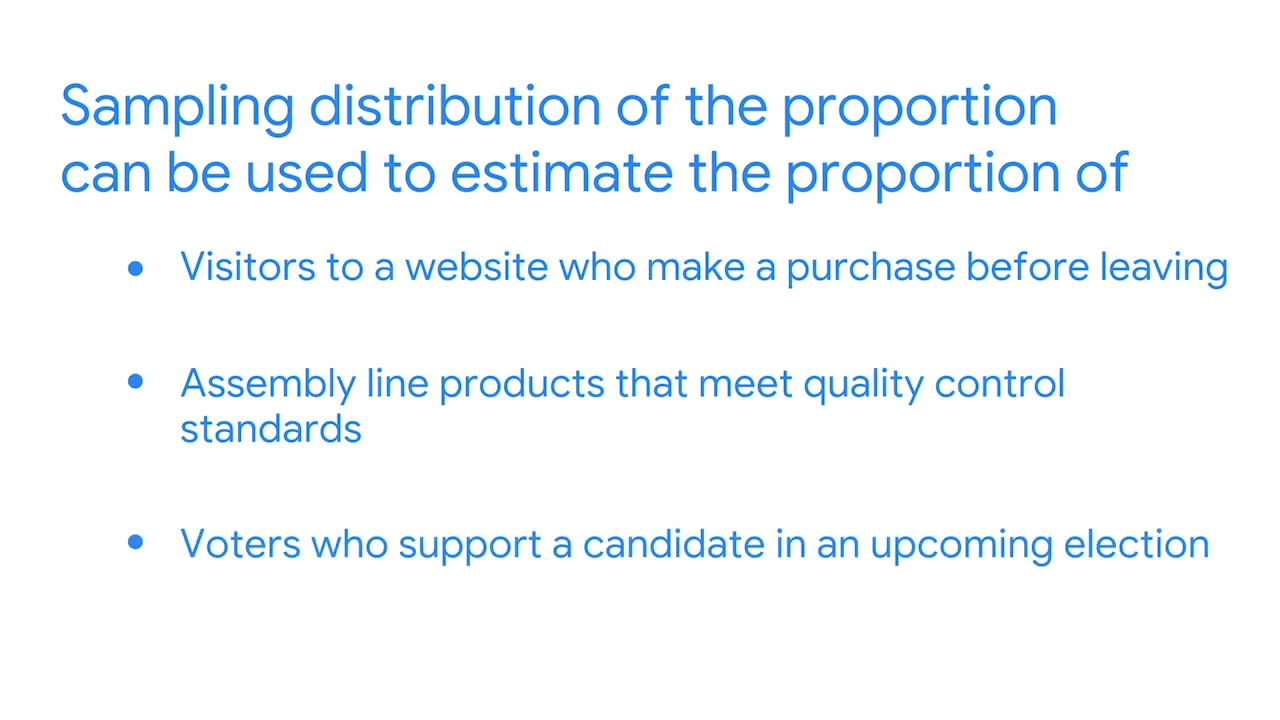 Sampling distribution of the proportion
can be used to estimate the proportion of
• Visitors to a website who make a purchase before leaving
• Assembly line products that meet quality control
standards
• Voters who support a candidate in an upcoming election